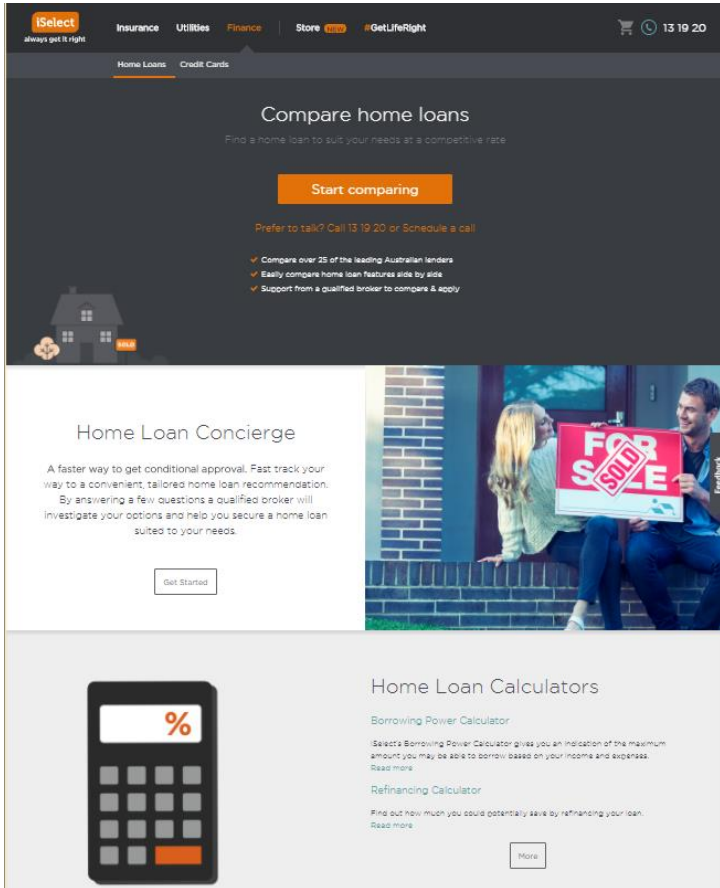 iSelect
always get it right
Insurance Utilities Finance Store NEW #GetLifeRight 13 19 20
Home Loans Credit Cards
Compare home loans
Find a home loan to suit your needs at a competitive rate
Start comparing
Prefer to talk? Call 13 19 20 or Schedule a call
Compare over 25 of the leading Australian lenders
Easily compare home loan features side by side
Support from a qualified broker to compare & apply
SOLD
Home Loan Concierge
A faster way to get conditional approval. Fast track your
way to a convenient, tailored home loan recommendation.
By answering a few questions a qualified broker will
investigate your options and help you secure a home loan
suited to your needs.
Get Started
FOR
SALE
SOLD
Feedback
%
Home Loan Calculators
Borrowing Power Calculator
iSelect's Borrowing Power Calculator gives you an indication of the maximum
amount you may be able to borrow based on your income and expenses.
Read more
Refinancing Calculator
Find out how much you could potentially save by refinancing your loan.
Read more
More